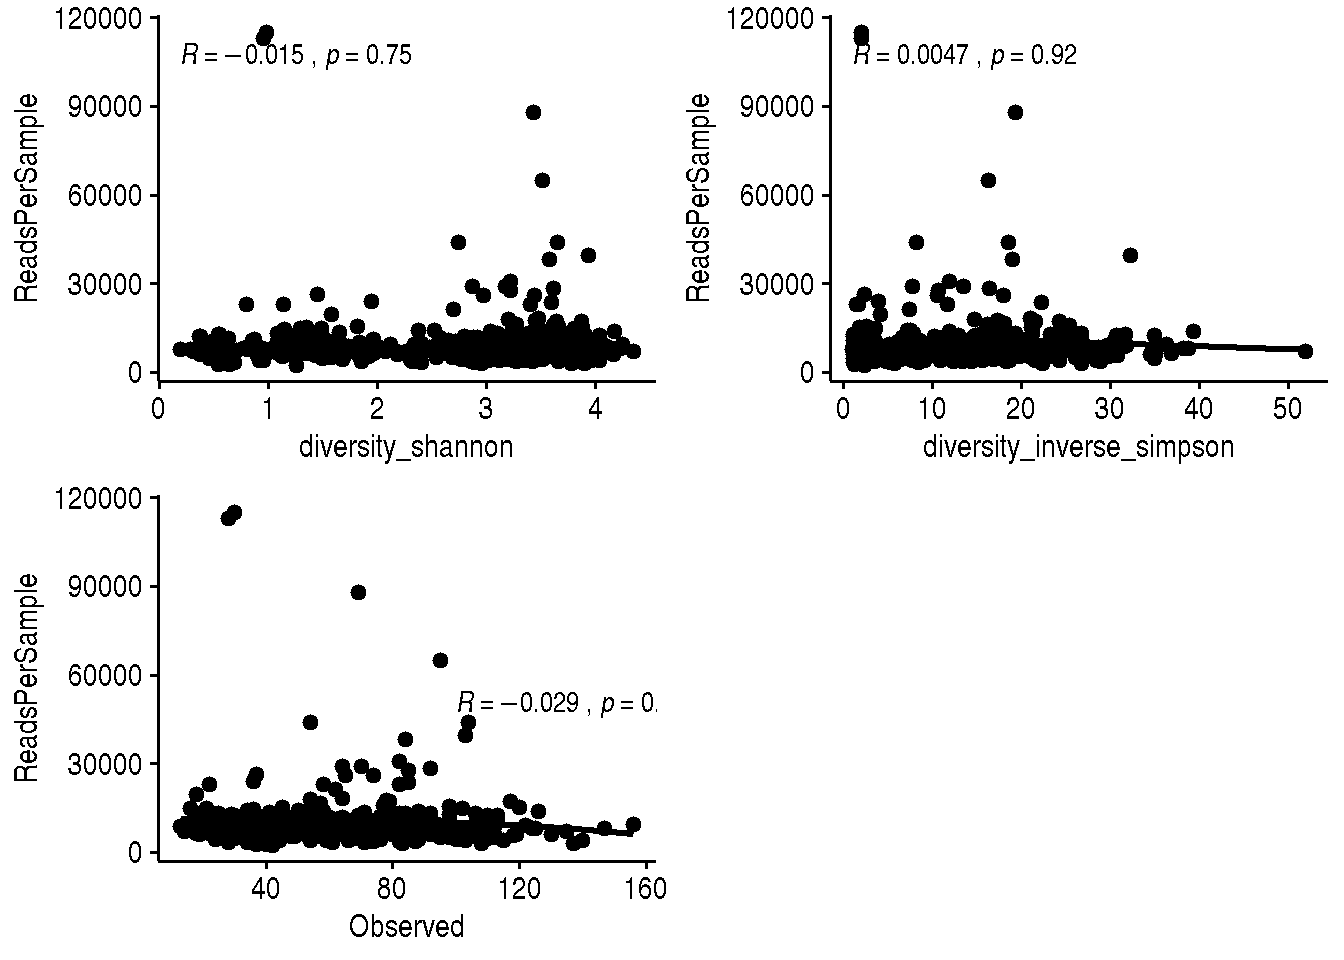 120000
R = −0.015 , p = 0.75
90000
60000
30000
0
ReadsPerSample
0 1 2 3 4
diversity_shannon
120000
R = 0.0047 , p = 0.92
90000
60000
30000
0
ReadsPerSample
0 10 20 30 40 50
diversity_inverse_simpson
120000
90000
60000
30000
0
ReadsPerSample
R = −0.029 , p = 0.
40 80 120 160
Observed